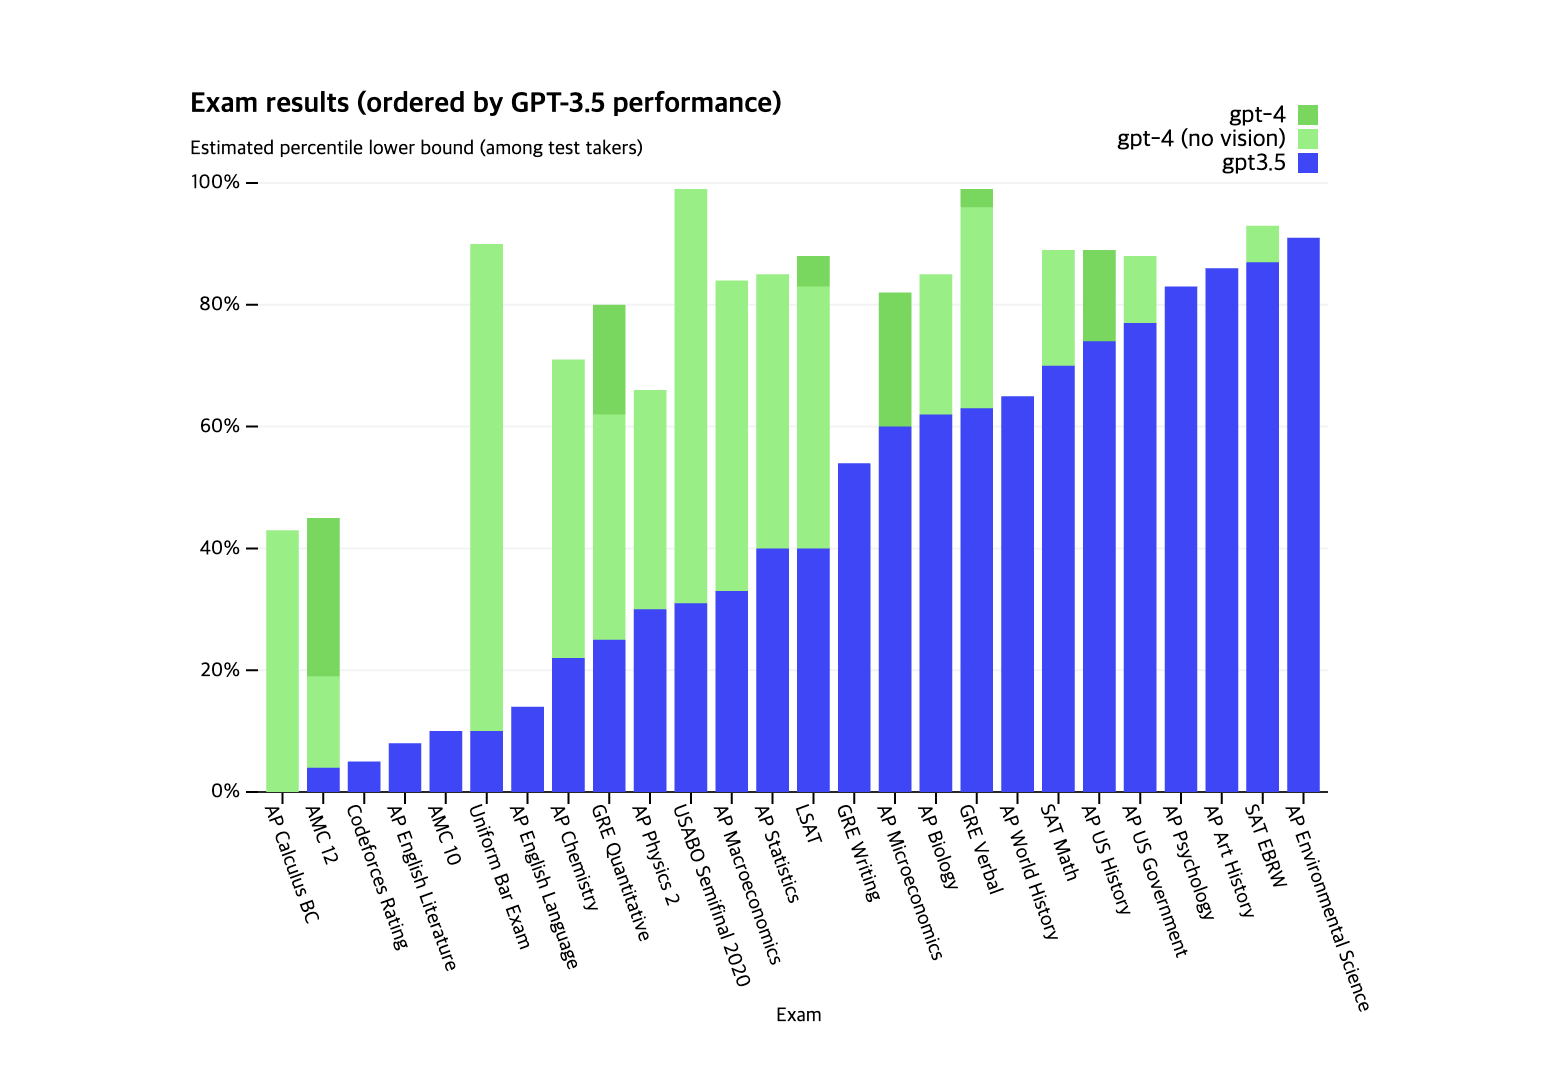 Exam results (ordered by GPT-3.5 performance)
Estimated percentile lower bound (among test takers)
gpt-4
gpt-4 (no vision)
gpt3.5
100%
80%
60%
40%
20%
0%
AP Calculus BC
AMC 12
Codeforces Rating
AP English Literature
AMC 10
Uniform Bar Exam
AP English Language
AP Chemistry
GRE Quantitative
AP Physics 2
USABO Semifinal 2020
AP Macroeconomics
AP Statistics
LSAT
GRE Writing
AP Microeconomics
AP Biology
GRE Verbal
AP World History
SAT Math
AP US History
AP US Government
AP Psychology
AP Art History
SAT EBRW
AP Environmental Science
Exam